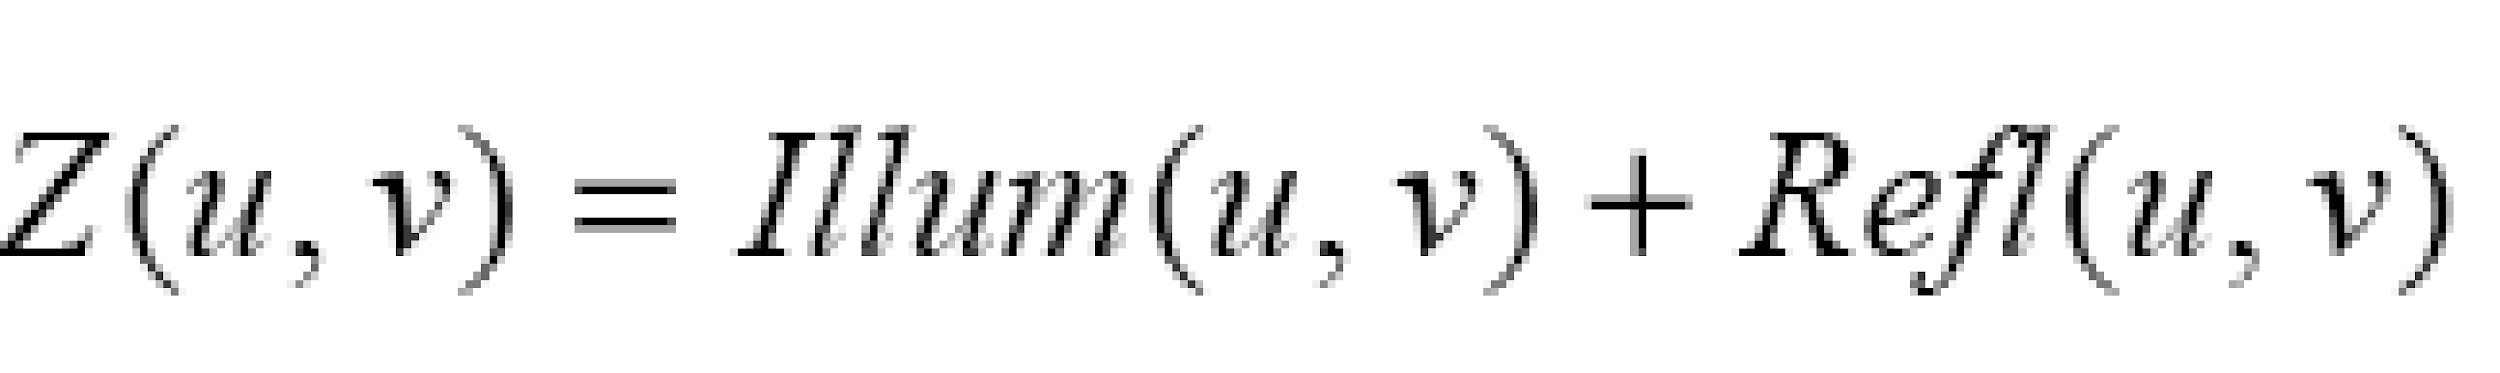 Z(u, v) = Illum(u, v) + Refl(u, v)